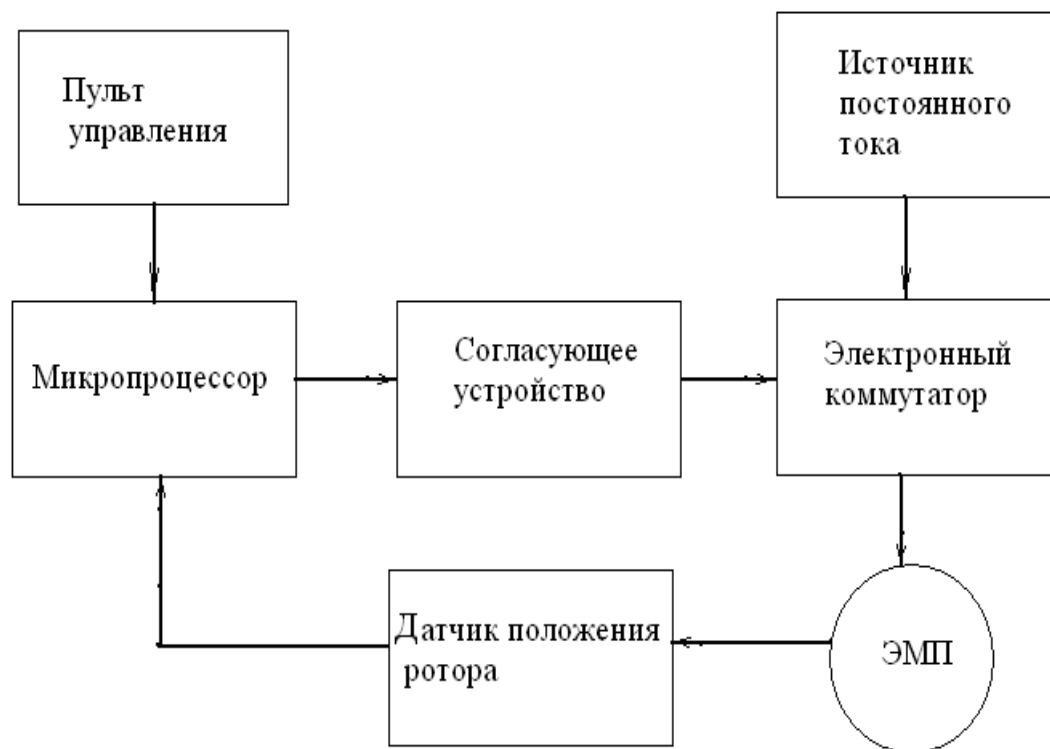 Пульт
управления
Источник
постоянного
тока
Микропроцессор
Согласующее
устройство
Электронный
коммутатор
Датчик положения
ротора
ЭМП